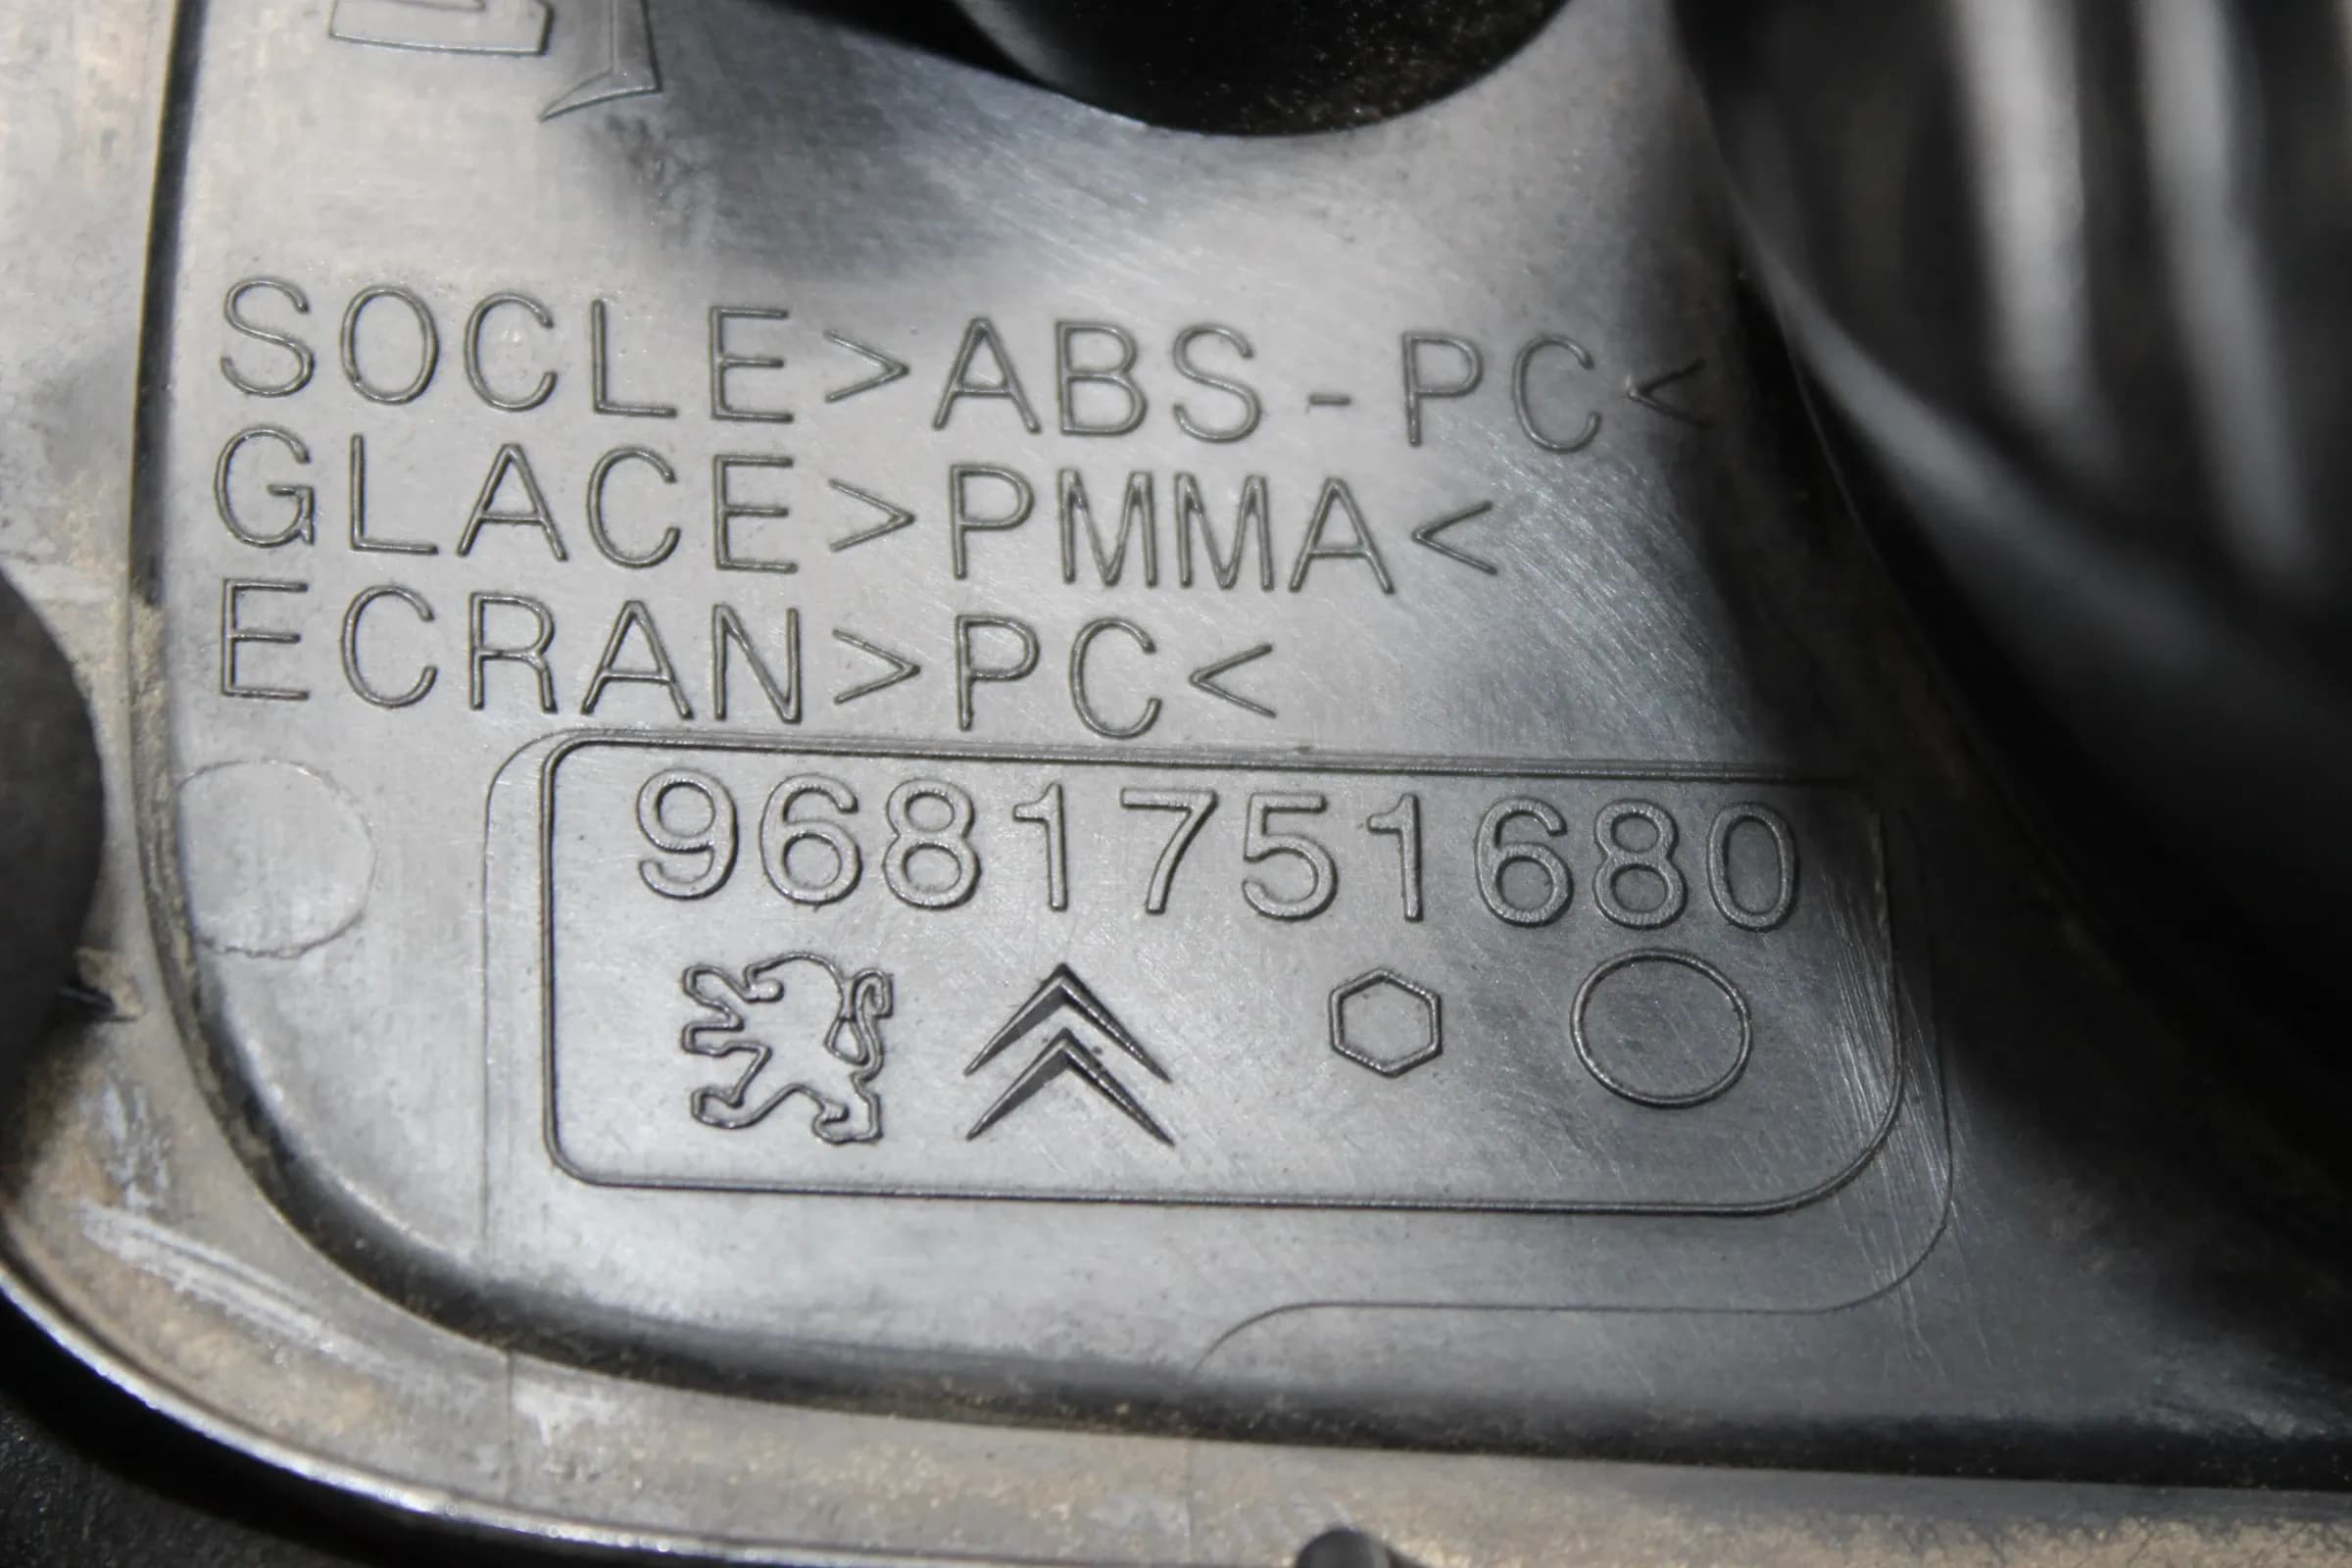 SOCLE>ABS-PC<
GLACE>PMMA<
ECRAN>PC<
9681751680